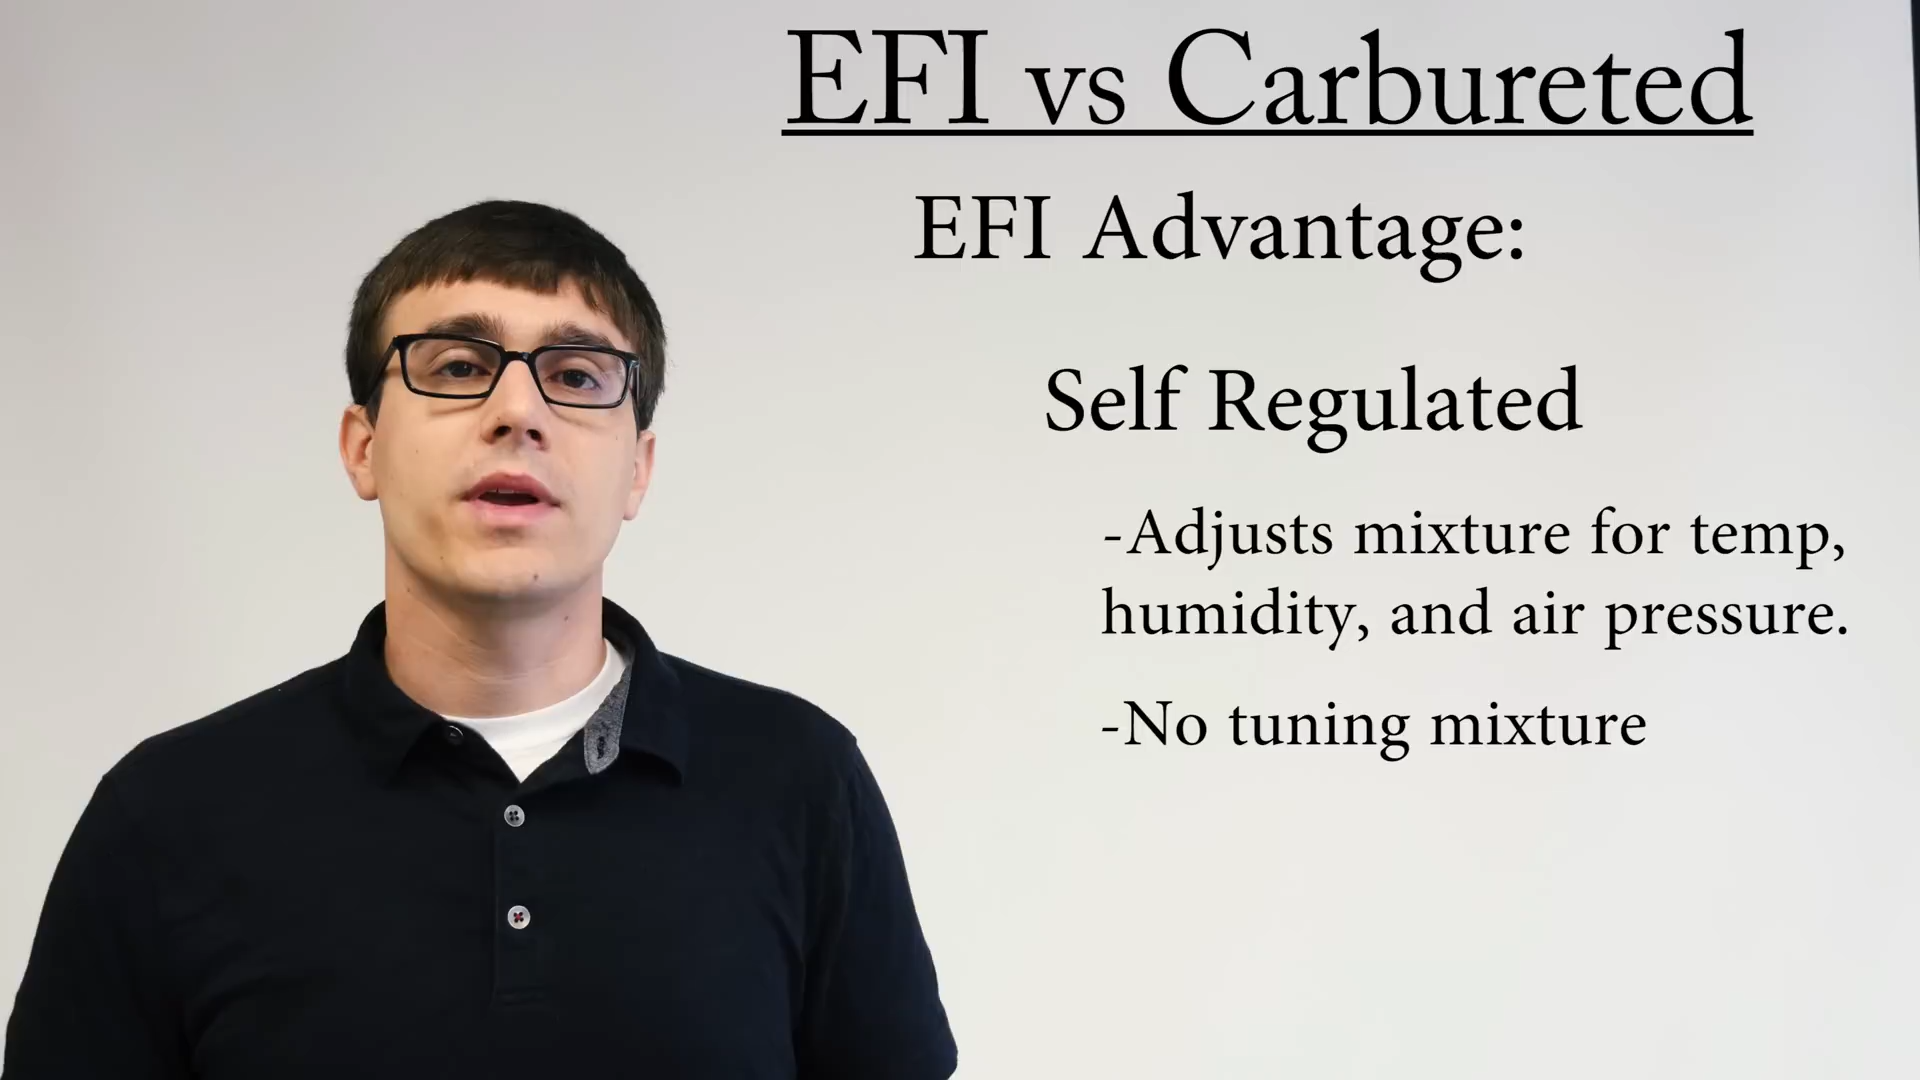 EFI vs Carbureted
EFI Advantage:
Self Regulated
-Adjusts mixture for temp,
humidity, and air pressure.
-No tuning mixture